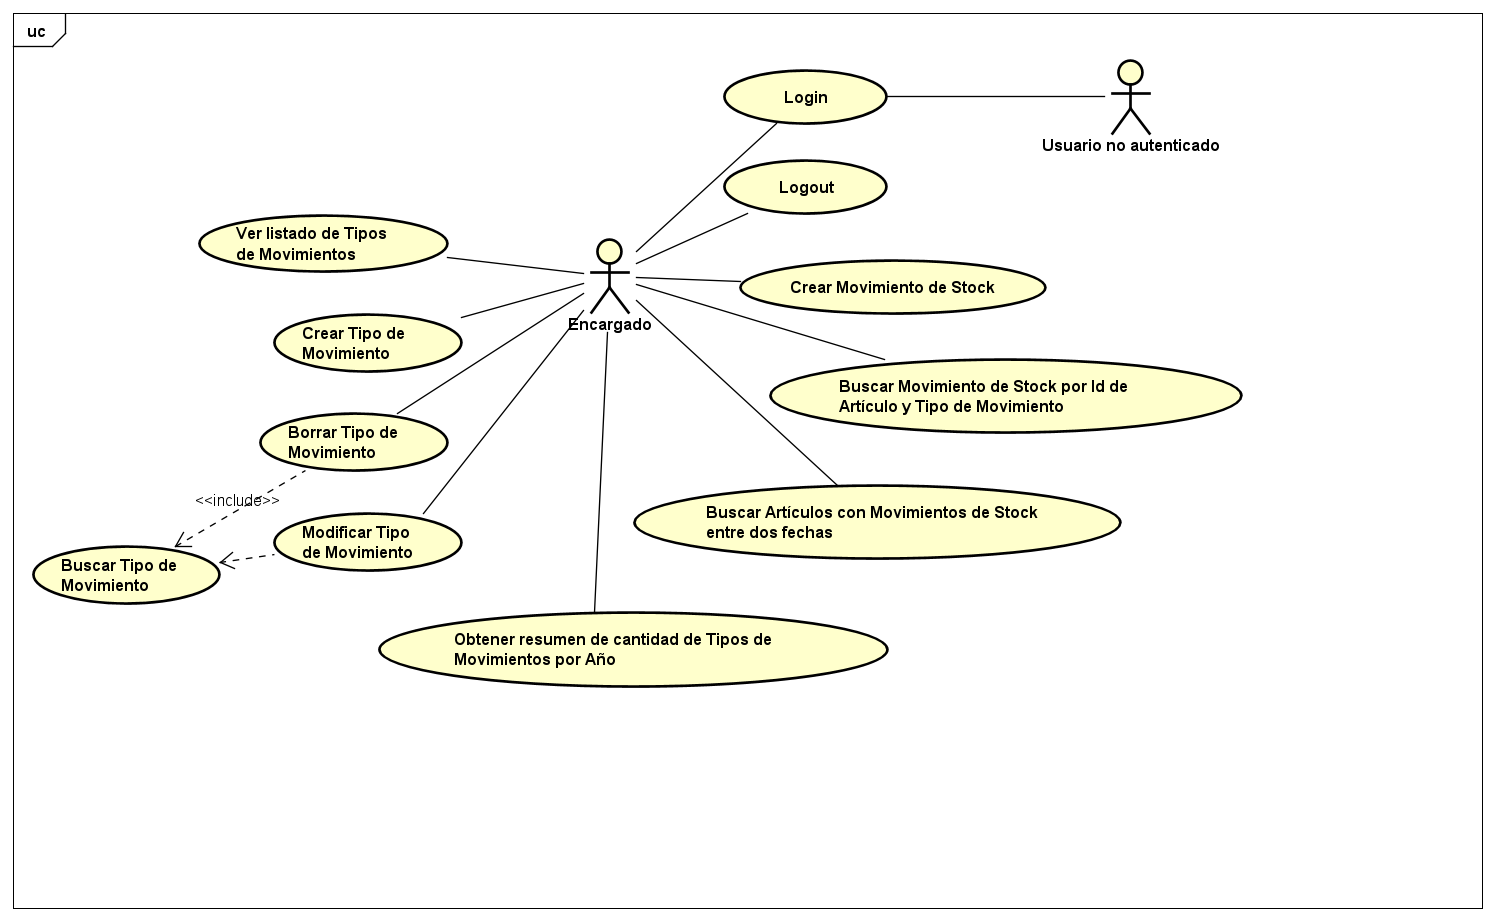 uc
Login
Usuario no autenticado
Logout
Ver listado de Tipos
de Movimientos
Crear Movimiento de Stock
Encargado
Crear Tipo de
Movimiento
Buscar Movimiento de Stock por Id de
Artículo y Tipo de Movimiento
Borrar Tipo de
Movimiento
<<include>>
Buscar Artículos con Movimientos de Stock
entre dos fechas
Modificar Tipo
de Movimiento
Buscar Tipo de
Movimiento
Obtener resumen de cantidad de Tipos de
Movimientos por Año